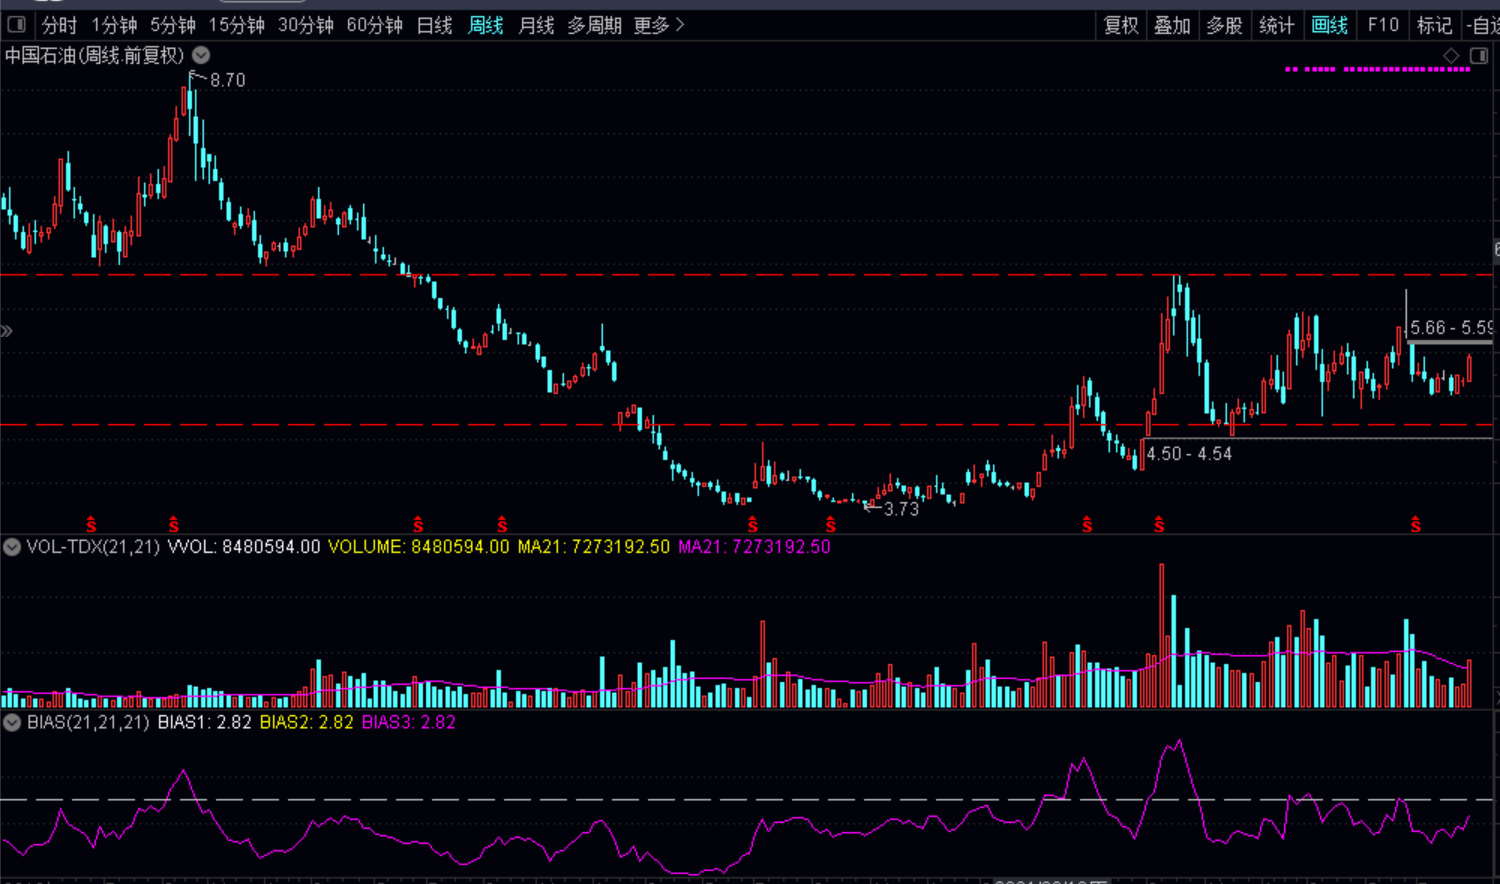 分时 1分钟 5分钟 15分钟 30分钟 60分钟 日线 周线 月线 多周期 更多 复权 叠加 多股 统计 画线 F10 标记 -自选
中国石油(周线.前复权)
8.70
5.66 - 5.59
4.50 - 4.54
3.73
S S S S S S S S S
VOL-TDX(21,21) VVOL: 8480594.00 VOLUME: 8480594.00 MA21: 7273192.50 MA21: 7273192.50
BIAS(21,21,21) BIAS1: 2.82 BIAS2: 2.82 BIAS3: 2.82